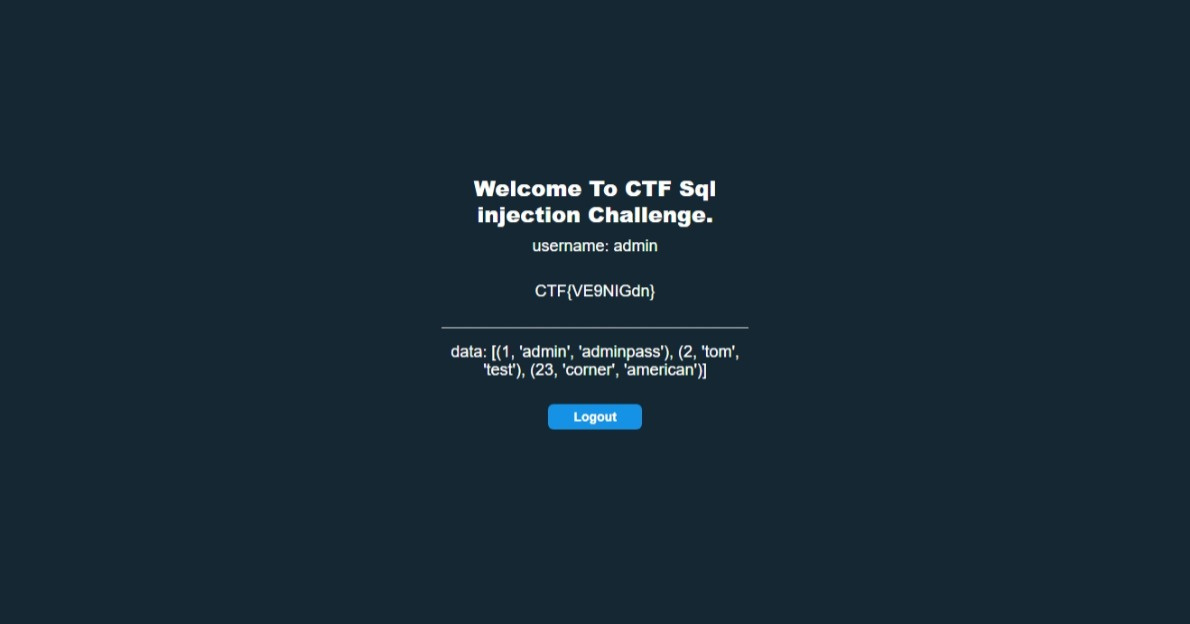 Welcome To CTF Sql
injection Challenge.
username: admin
CTF{VE9NIGdn}
data: [(1, 'admin', 'adminpass'), (2, 'tom',
'test'), (23, 'corner', 'american')]
Logout